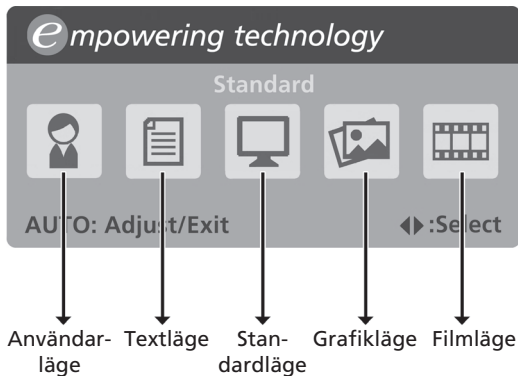 empowering technology
Standard
AUTO: Adjust/Exit :Select
Användar- Textläge Stan- Grafikläge Filmläge
läge dardläge